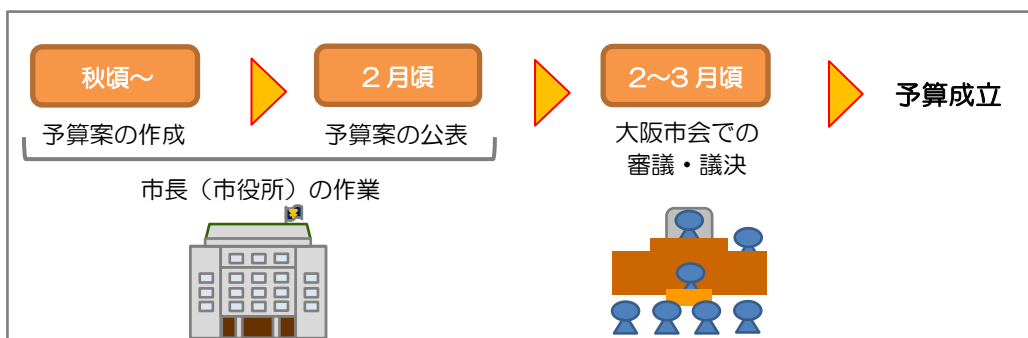 秋頃～
2月頃
2～3月頃
予算成立
予算案の作成
予算案の公表
大阪市会での
審議・議決
市長（市役所）の作業